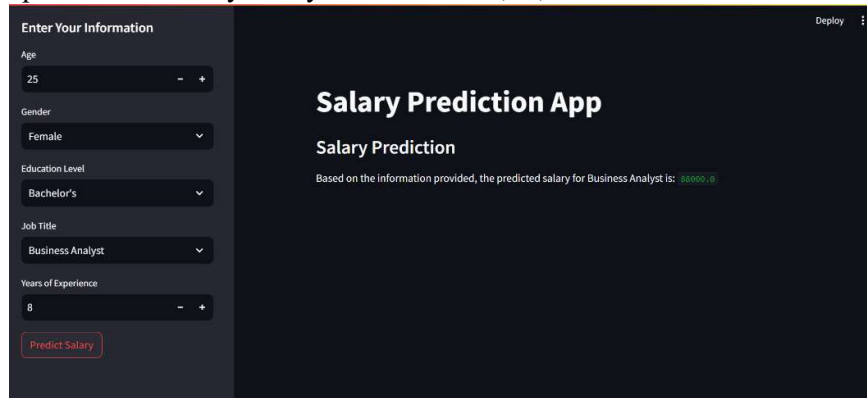 Enter Your Information
Deploy
Age
25
Gender
Female
Education Level
Bachelor's
Job Title
Business Analyst
Years of Experience
8
Predict Salary
Salary Prediction App
Salary Prediction
Based on the information provided, the predicted salary for Business Analyst is: 88000.0